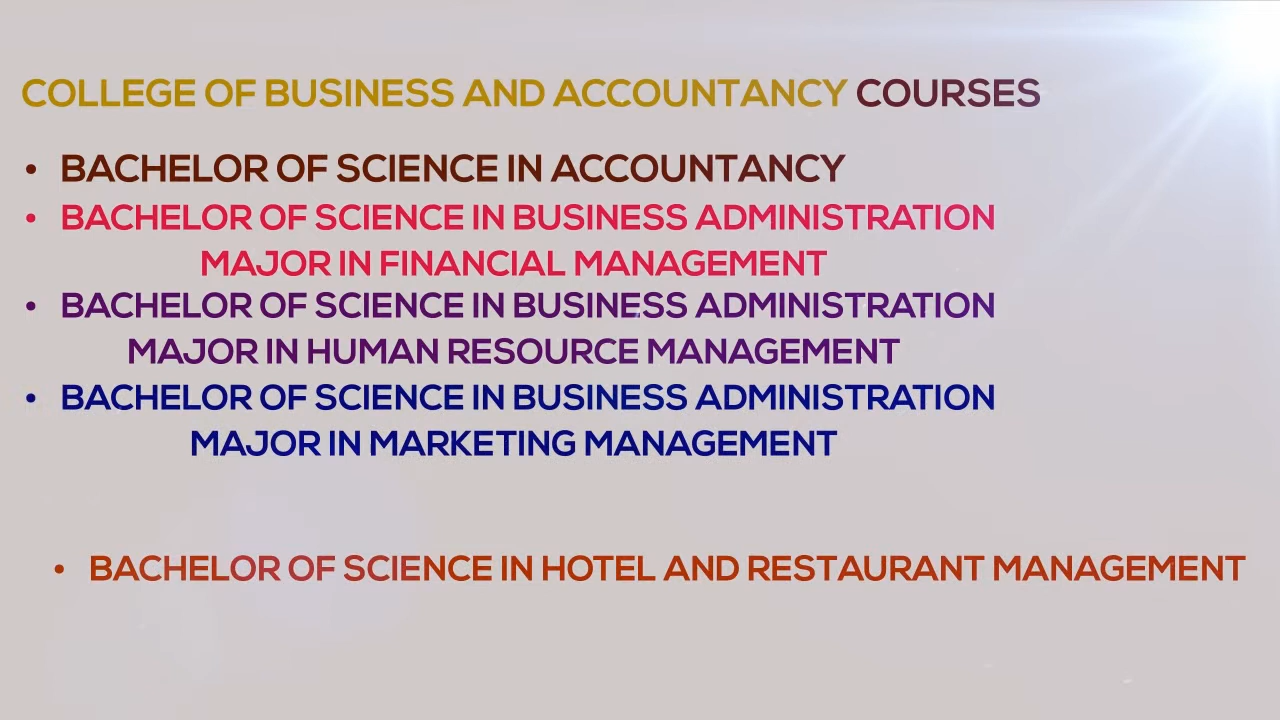 COLLEGE OF BUSINESS AND ACCOUNTANCY COURSES
• BACHELOR OF SCIENCE IN ACCOUNTANCY
• BACHELOR OF SCIENCE IN BUSINESS ADMINISTRATION
MAJOR IN FINANCIAL MANAGEMENT
• BACHELOR OF SCIENCE IN BUSINESS ADMINISTRATION
MAJOR IN HUMAN RESOURCE MANAGEMENT
• BACHELOR OF SCIENCE IN BUSINESS ADMINISTRATION
MAJOR IN MARKETING MANAGEMENT
• BACHELOR OF SCIENCE IN HOTEL AND RESTAURANT MANAGEMENT